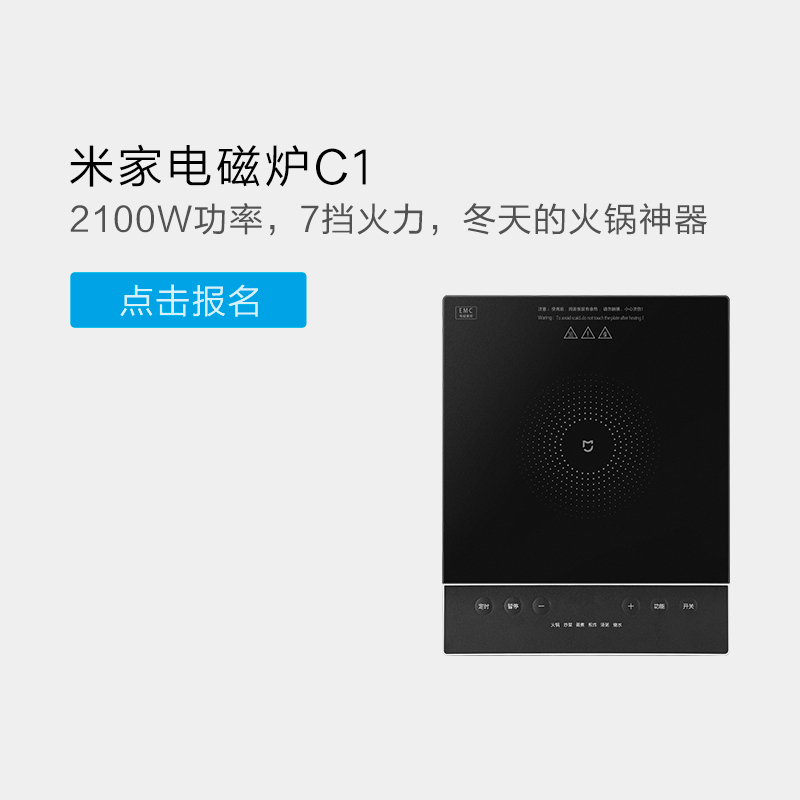 米家电磁炉C1
2100W功率，7挡火力，冬天的火锅神器
点击报名
EMC
Waring: To avoid scalds do not touch the plate after heating!
定时 暂停 － ＋ 功能 开关
火锅 炒菜 蒸煮 煎炸 汤粥 烧水